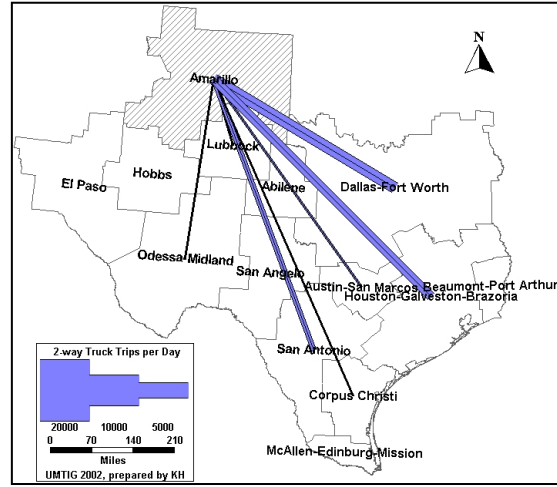 N
Amarillo
Lubbock
Hobbs
El Paso
Abilene
Dallas-Fort Worth
Odessa-Midland
San Angelo
Austin-San Marcos
Beaumont-Port Arthur
Houston-Galveston-Brazoria
San Antonio
Corpus Christi
McAllen-Edinburg-Mission
2-way Truck Trips per Day
20000 10000 5000
0 70 140 210
Miles
UMTIG 2002, prepared by KH